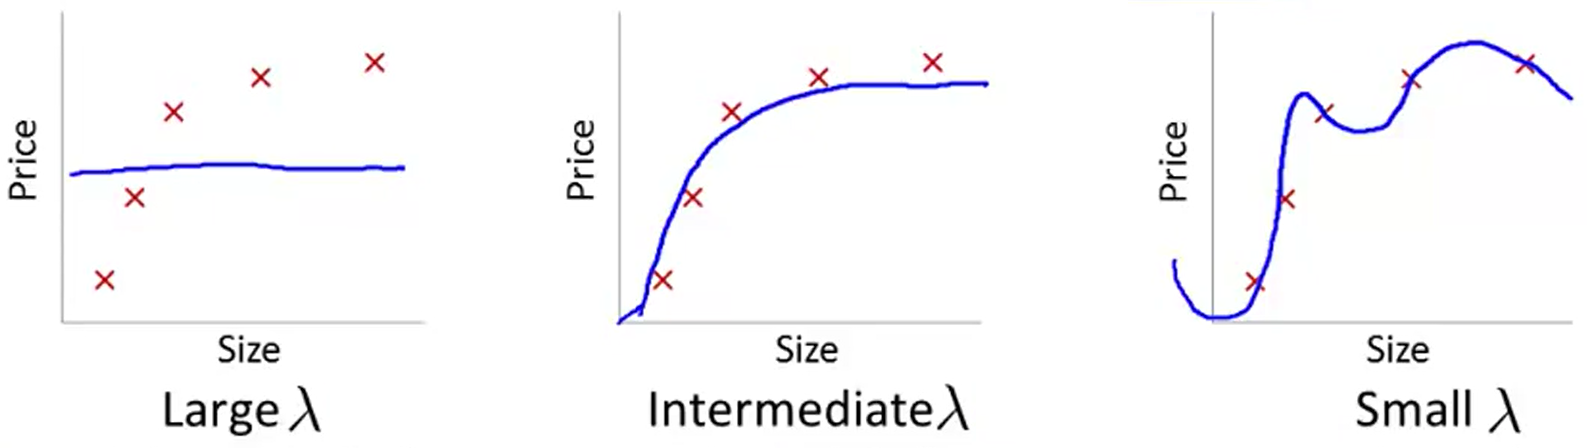 Price
Size
Large λ
Price
Size
Intermediate λ
Price
Size
Small λ